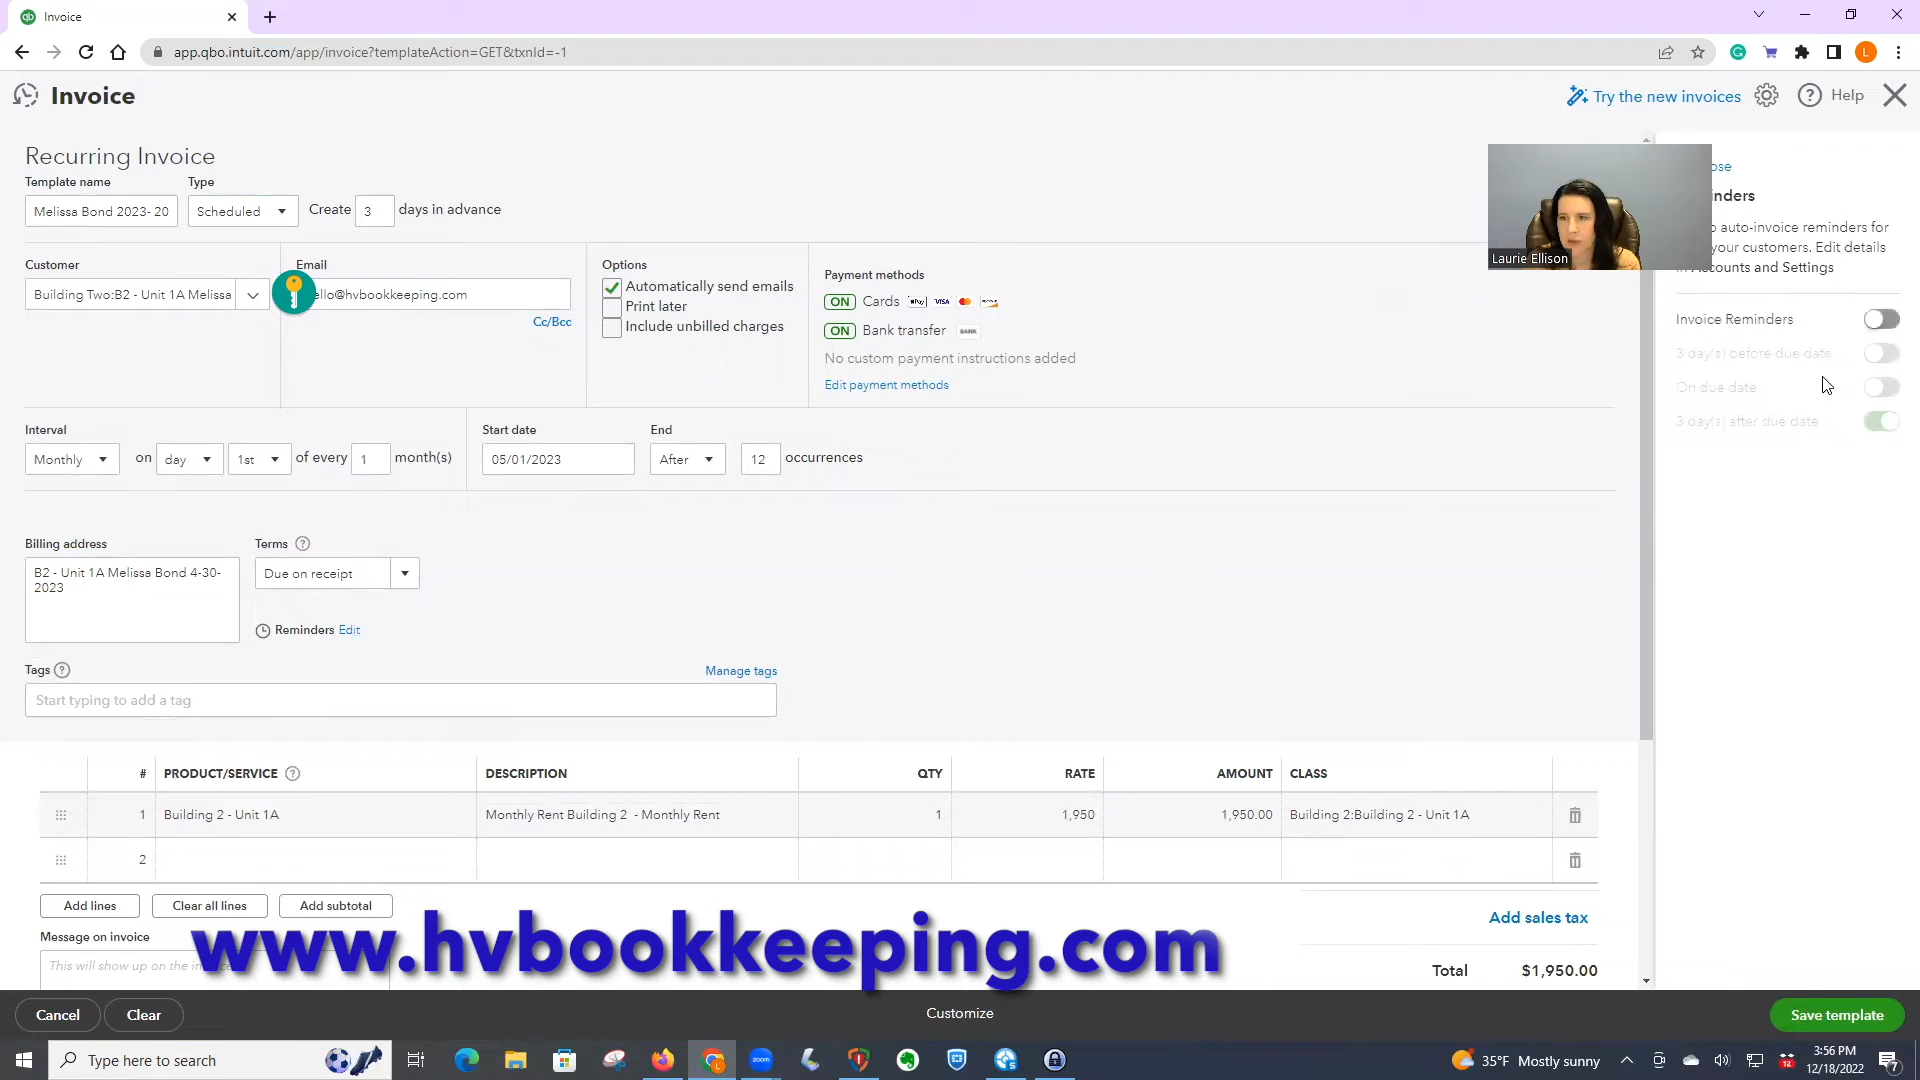 Invoice
app.qbo.intuit.com/app/invoice?templateAction=GET&txnId=-1
L
Invoice
Try the new invoices
Help
Recurring Invoice
Template name
Type
Melissa Bond 2023- 20
Scheduled
Create 3 days in advance
Customer
Email
Options
Building Two:B2 - Unit 1A Melissa
ello@hvbookkeeping.com
Cc/Bcc
Automatically send emails
Print later
Include unbilled charges
Payment methods
ON Cards Pay VISA
ON Bank transfer BANK
No custom payment instructions added
Edit payment methods
Laurie Ellison
ose
inders
o auto-invoice reminders for
your customers. Edit details
in Accounts and Settings
Invoice Reminders
3 day(s) before due date
On due date
3 day(s) after due date
Interval
Start date
End
Monthly on day 1st of every 1 month(s)
05/01/2023
After 12 occurrences
Billing address
Terms
B2 - Unit 1A Melissa Bond 4-30-
2023
Due on receipt
Reminders Edit
Tags
Manage tags
Start typing to add a tag
# PRODUCT/SERVICE DESCRIPTION QTY RATE AMOUNT CLASS
1 Building 2 - Unit 1A Monthly Rent Building 2 - Monthly Rent 1 1,950 1,950.00 Building 2:Building 2 - Unit 1A
2
Add lines Clear all lines Add subtotal
Add sales tax
Message on invoice
This will show up on the
www.hvbookkeeping.com
Total $1,950.00
Cancel Clear
Customize
Save template
Type here to search
zoom
L
35°F Mostly sunny
12
3:56 PM
12/18/2022
7